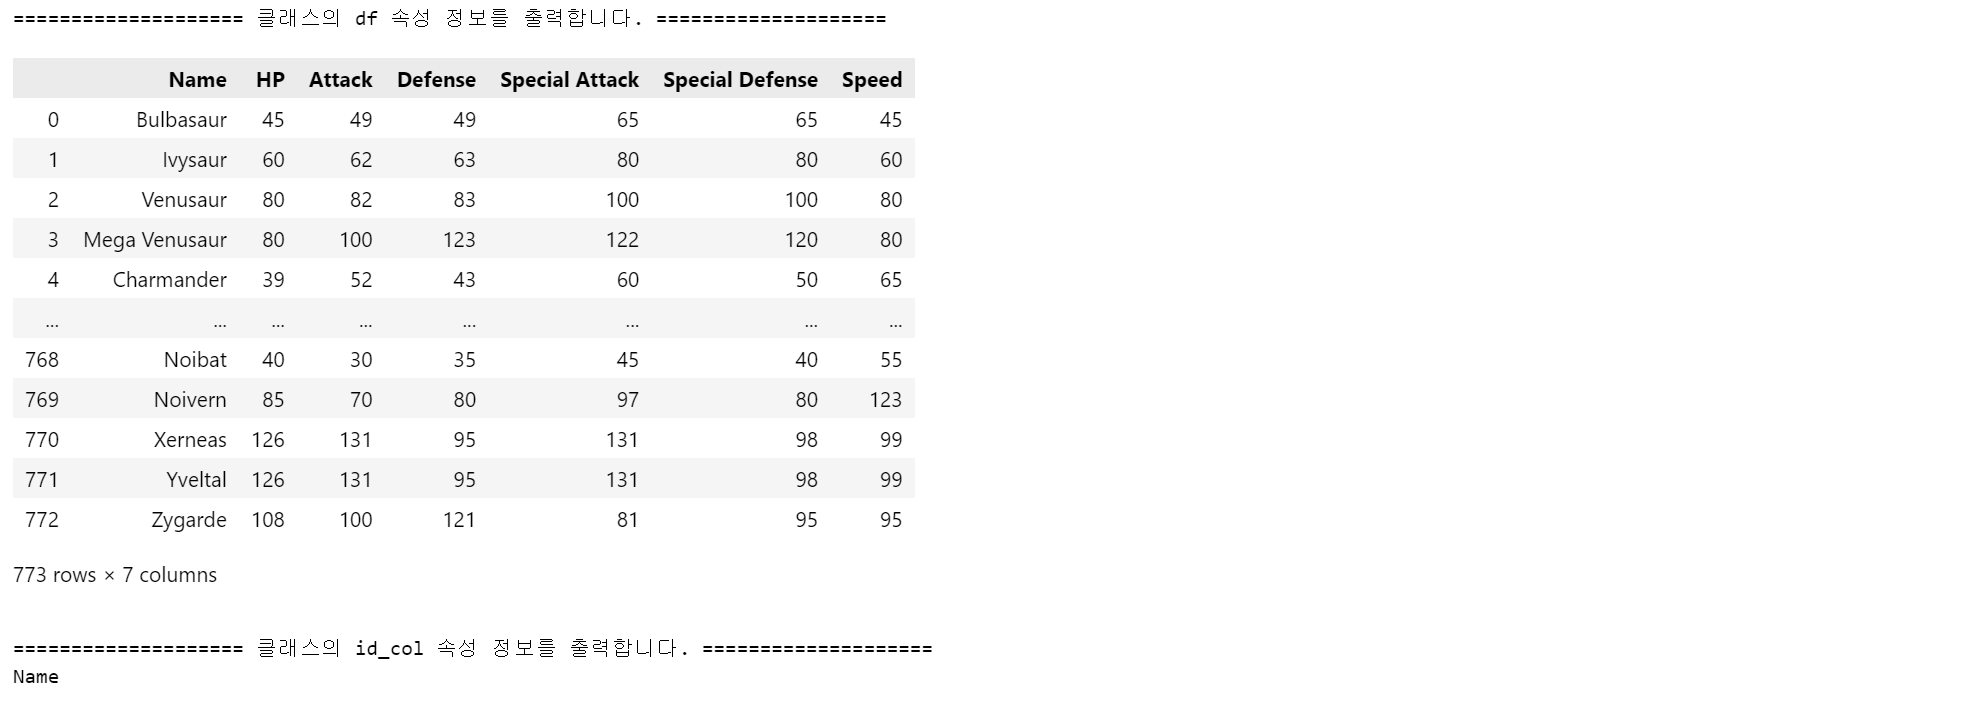 ==================== 클래스의 df 속성 정보를 출력합니다. ====================
Name HP Attack Defense Special Attack Special Defense Speed
0 Bulbasaur 45 49 49 65 65 45
1 Ivysaur 60 62 63 80 80 60
2 Venusaur 80 82 83 100 100 80
3 Mega Venusaur 80 100 123 122 120 80
4 Charmander 39 52 43 60 50 65
... ... ... ... ... ... ... ...
768 Noibat 40 30 35 45 40 55
769 Noivern 85 70 80 97 80 123
770 Xerneas 126 131 95 131 98 99
771 Yveltal 126 131 95 131 98 99
772 Zygarde 108 100 121 81 95 95
773 rows × 7 columns
==================== 클래스의 id_col 속성 정보를 출력합니다. ====================
Name